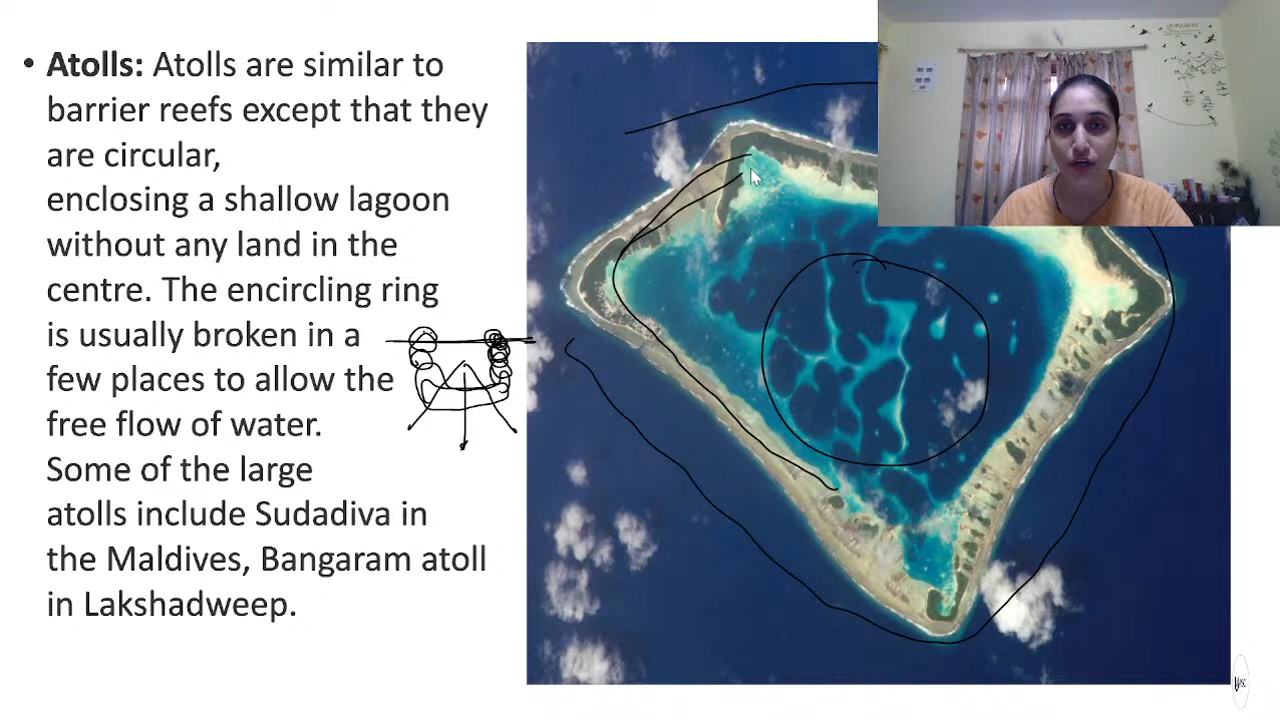 • Atolls: Atolls are similar to
barrier reefs except that they
are circular,
enclosing a shallow lagoon
without any land in the
centre. The encircling ring
is usually broken in a
few places to allow the
free flow of water.
Some of the large
atolls include Sudadiva in
the Maldives, Bangaram atoll
in Lakshadweep.